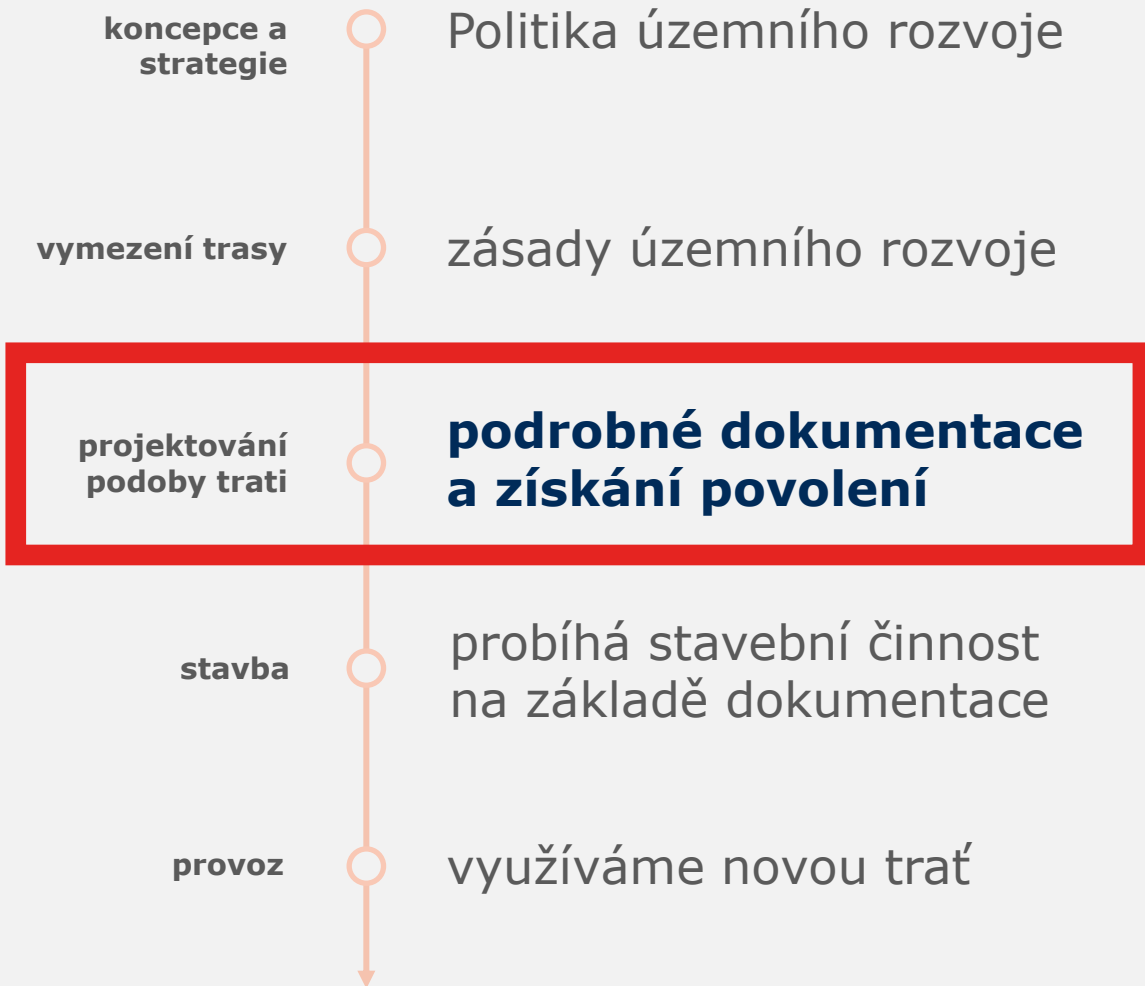 koncepce a
strategie
Politika územního rozvoje
vymezení trasy
zásady územního rozvoje
projektování
podoby trati
podrobné dokumentace
a získání povolení
stavba
probíhá stavební činnost
na základě dokumentace
provoz
využíváme novou trať